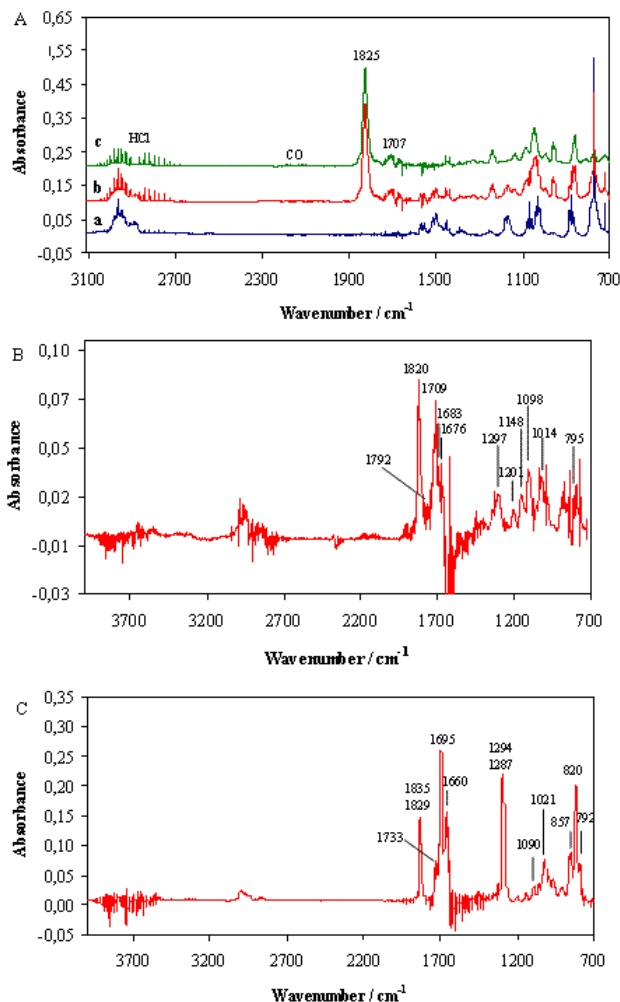 A
0,65
0,55
0,45
0,35
0,25
0,15
0,05
-0,05
Absorbance
1825
1707
HCl
CO
c
b
a
3100 2700 2300 1900 1500 1100 700
Wavenumber / cm-1
B
0,10
0,07
0,05
0,02
-0,01
-0,03
Absorbance
1820
1709
1683
1676
1792
1098
1148
1014
1297
1201
795
3700 3200 2700 2200 1700 1200 700
Wavenumber / cm-1
C
0,35
0,30
0,25
0,20
0,15
0,10
0,05
0,00
-0,05
Absorbance
1695
1835
1829
1660
1733
1294
1287
820
1021
857
792
1090
3700 3200 2700 2200 1700 1200 700
Wavenumber / cm-1